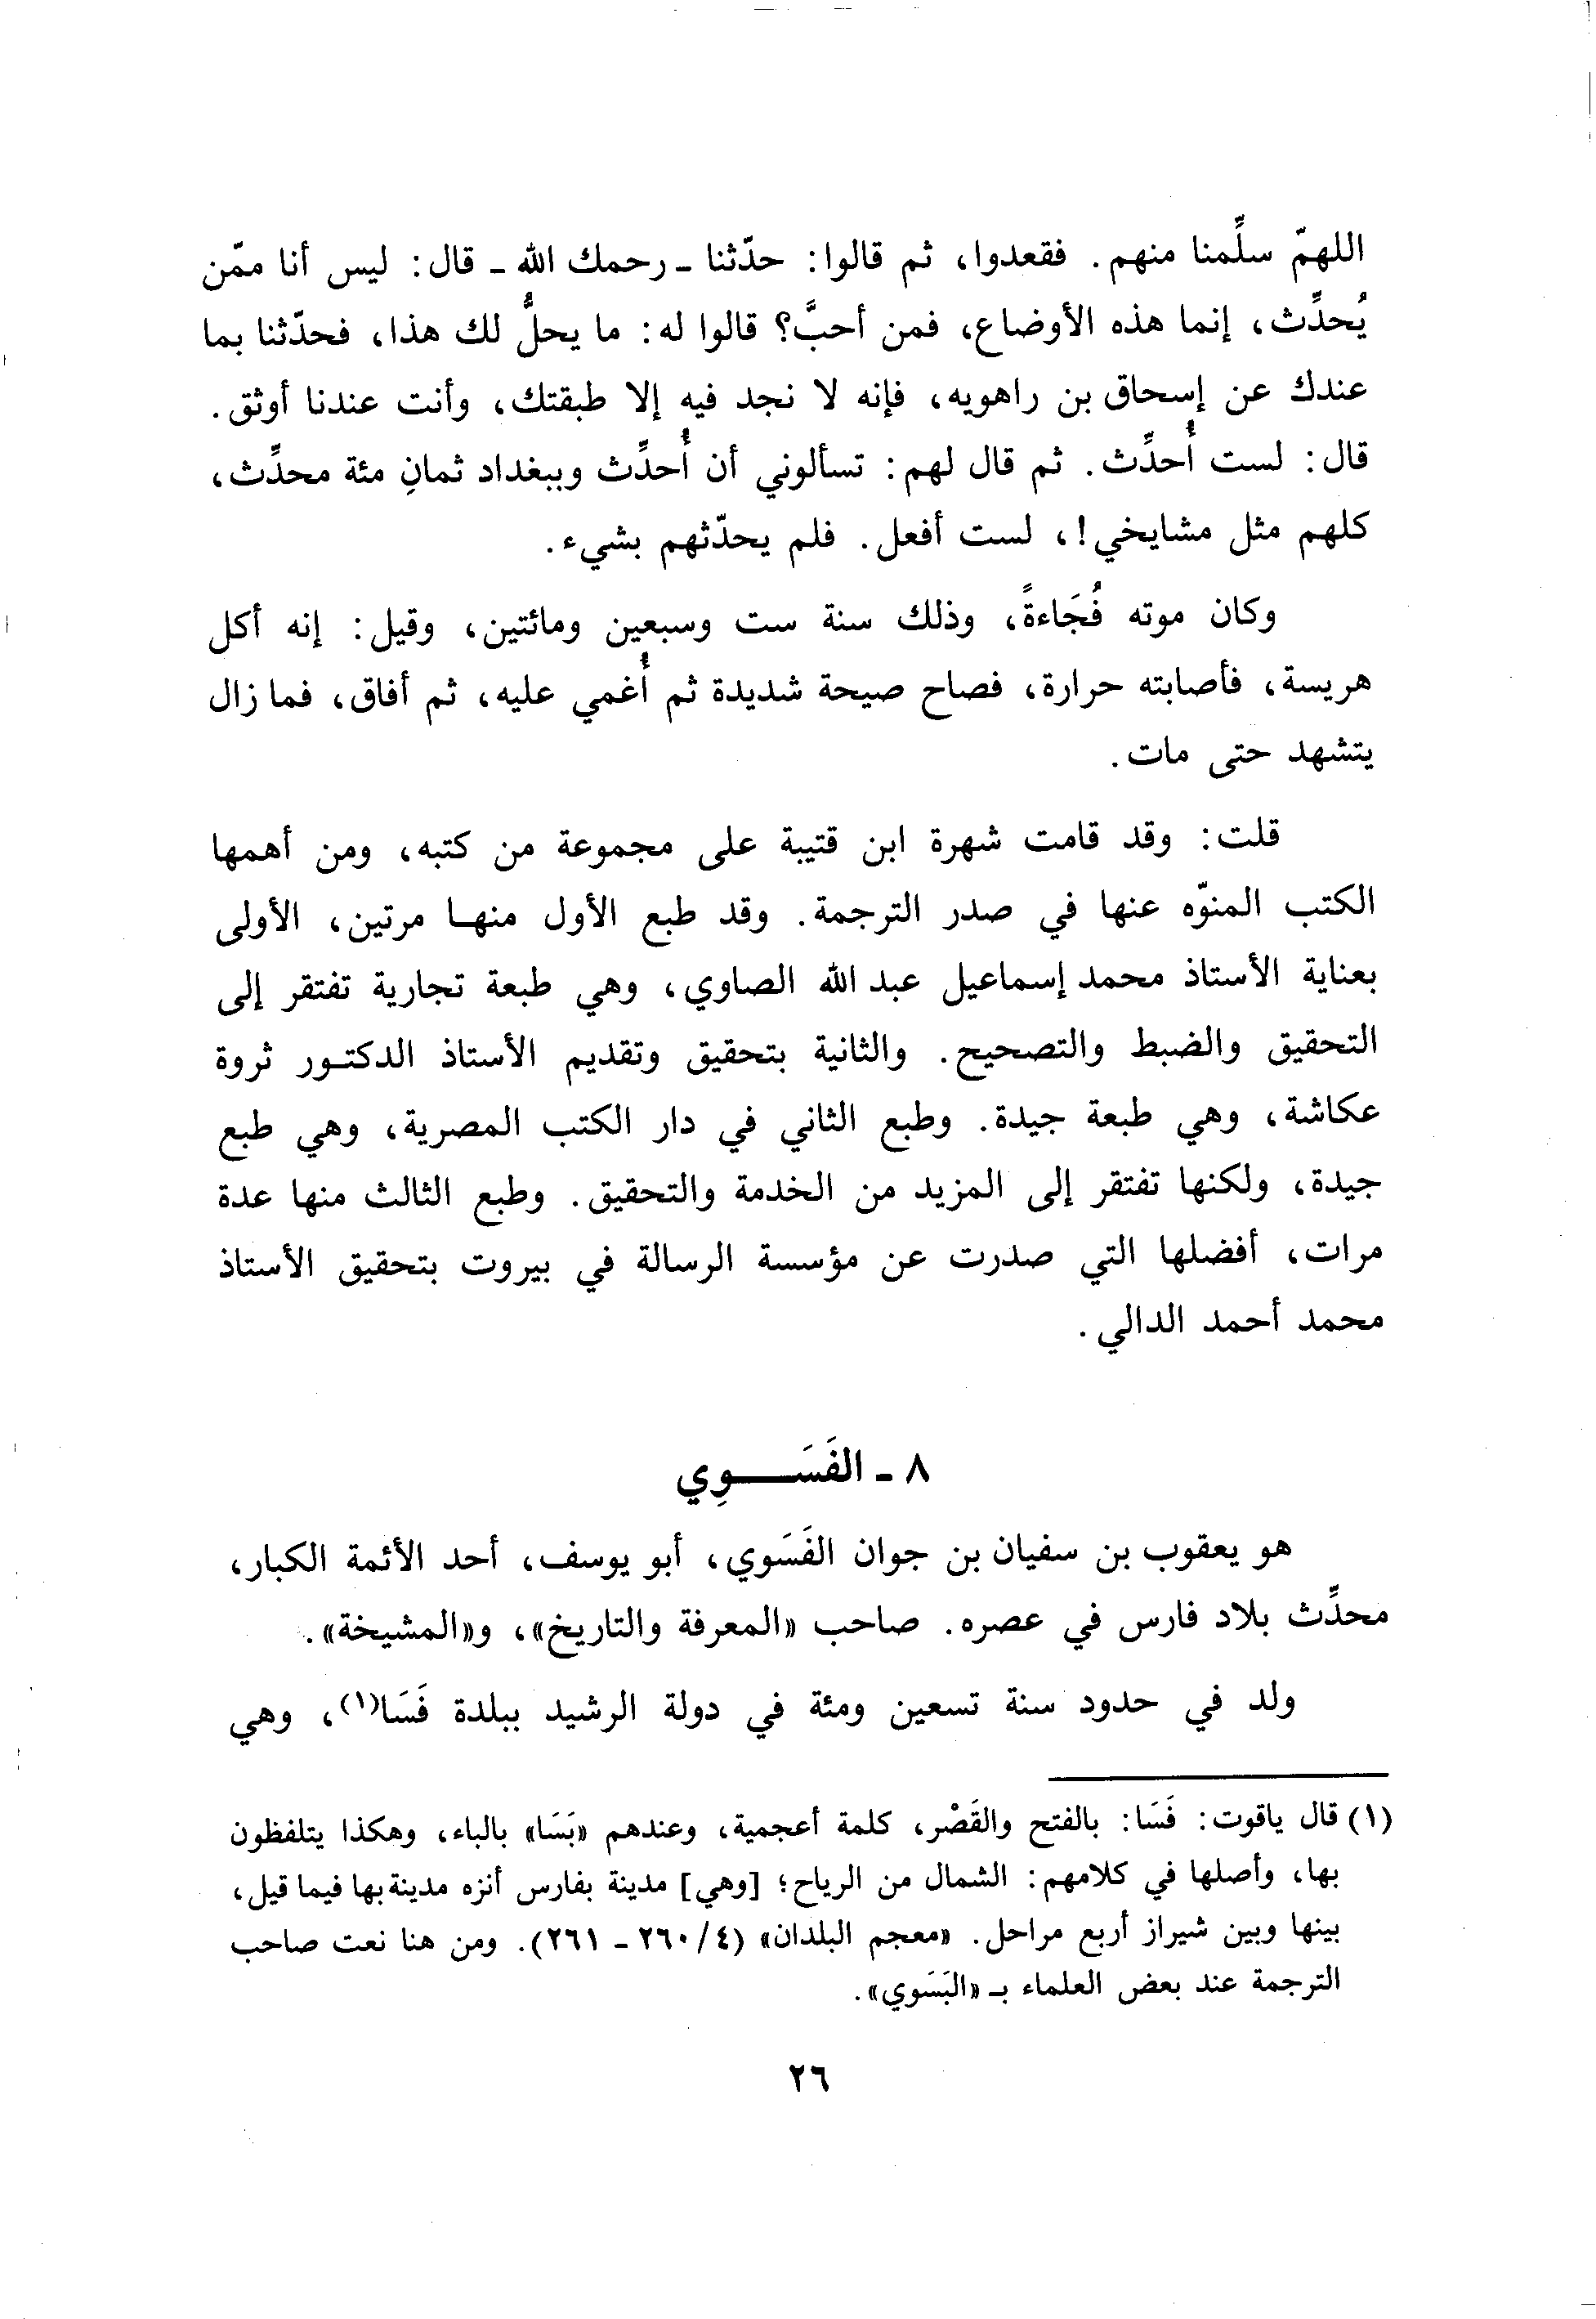 اللهمّ سلِّمنا منهم. فقعدوا، ثم قالوا: حدّثنا ـ رحمك الله ـ قال: ليس أنا ممّن
يُحدِّث، إنما هذه الأوضاع، فمن أحبَّ؟ قالوا له: ما يحلُّ لك هذا، فحدّثنا بما
عندك عن إسحاق بن راهويه، فإنه لا نجد فيه إلا طبقتك، وأنت عندنا أوثق.
قال: لست أُحدِّث. ثم قال لهم: تسألوني أن أُحدِّث وببغداد ثمانِ مئة محدِّث،
كلهم مثل مشايخي!، لست أفعل. فلم يحدّثهم بشيء.
وكان موته فُجَاءةً، وذلك سنة ست وسبعين ومائتين، وقيل: إنه أكل
هريسة، فأصابته حرارة، فصاح صيحة شديدة ثم أُغمي عليه، ثم أفاق، فما زال
يتشهد حتى مات.
قلت: وقد قامت شهرة ابن قتيبة على مجموعة من كتبه، ومن أهمها
الكتب المنوّه عنها في صدر الترجمة. وقد طبع الأول منهـا مرتين، الأولى
بعناية الأستاذ محمد إسماعيل عبد الله الصاوي، وهي طبعة تجارية تفتقر إلى
التحقيق والضبط والتصحيح. والثانية بتحقيق وتقديم الأستاذ الدكتـور ثروة
عكاشة، وهي طبعة جيدة. وطبع الثاني في دار الكتب المصرية، وهي طبع
جيدة، ولكنها تفتقر إلى المزيد من الخدمة والتحقيق. وطبع الثالث منها عدة
مرات، أفضلها التي صدرت عن مؤسسة الرسالة في بيروت بتحقيق الأستاذ
محمد أحمد الدالي.
٨ ـ الفَسَـــوِي
هو يعقوب بن سفيان بن جوان الفَسَوي، أبو يوسف، أحد الأئمة الكبار،
محدِّث بلاد فارس في عصره. صاحب «المعرفة والتاريخ»، و«المشيخة».
ولد في حدود سنة تسعين ومئة في دولة الرشيد ببلدة فَسَا(١)، وهي
(١) قال ياقوت: فَسَا: بالفتح والقَصْر، كلمة أعجمية، وعندهم «بَسَا» بالباء، وهكذا يتلفظون
بها، وأصلها في كلامهم: الشمال من الرياح؛ [وهي] مدينة بفارس أنزه مدينة بها فيما قيل،
بينها وبين شيراز أربع مراحل. «معجم البلدان» (٤/ ٢٦٠ ـ ٢٦١). ومن هنا نعت صاحب
الترجمة عند بعض العلماء بـ «البَسَوي».
٢٦